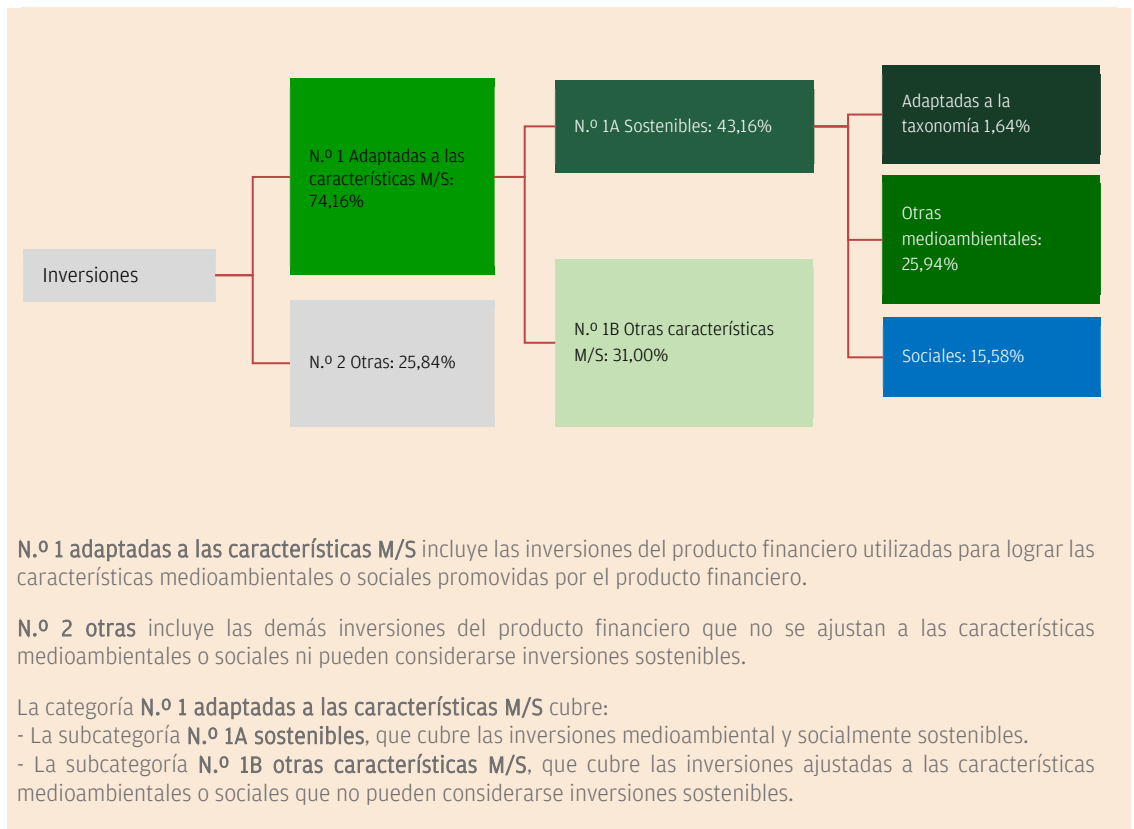 Inversiones
N.º 1 Adaptadas a las
características M/S:
74,16%
N.º 2 Otras: 25,84%
N.º 1A Sostenibles: 43,16%
N.º 1B Otras características
M/S: 31,00%
Adaptadas a la
taxonomía 1,64%
Otras
medioambientales:
25,94%
Sociales: 15,58%
N.º 1 adaptadas a las características M/S incluye las inversiones del producto financiero utilizadas para lograr las
características medioambientales o sociales promovidas por el producto financiero.
N.º 2 otras incluye las demás inversiones del producto financiero que no se ajustan a las características
medioambientales o sociales ni pueden considerarse inversiones sostenibles.
La categoría N.º 1 adaptadas a las características M/S cubre:
- La subcategoría N.º 1A sostenibles, que cubre las inversiones medioambiental y socialmente sostenibles.
- La subcategoría N.º 1B otras características M/S, que cubre las inversiones ajustadas a las características
medioambientales o sociales que no pueden considerarse inversiones sostenibles.